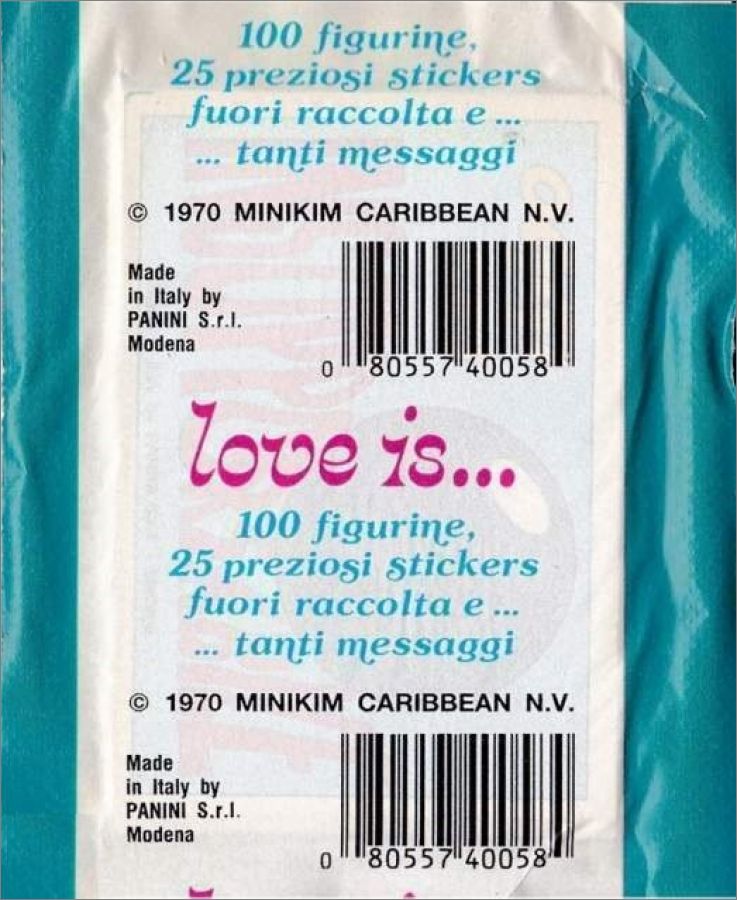 100 figurine,
25 preziosi stickers
fuori raccolta e ...
... tanti messaggi
© 1970 MINIKIM CARIBBEAN N.V.
Made
in Italy by
PANINI S.r.l.
Modena
0 80557 40058
love is...
100 figurine,
25 preziosi stickers
fuori raccolta e ...
... tanti messaggi
© 1970 MINIKIM CARIBBEAN N.V.
Made
in Italy by
PANINI S.r.l.
Modena
0 80557 40058